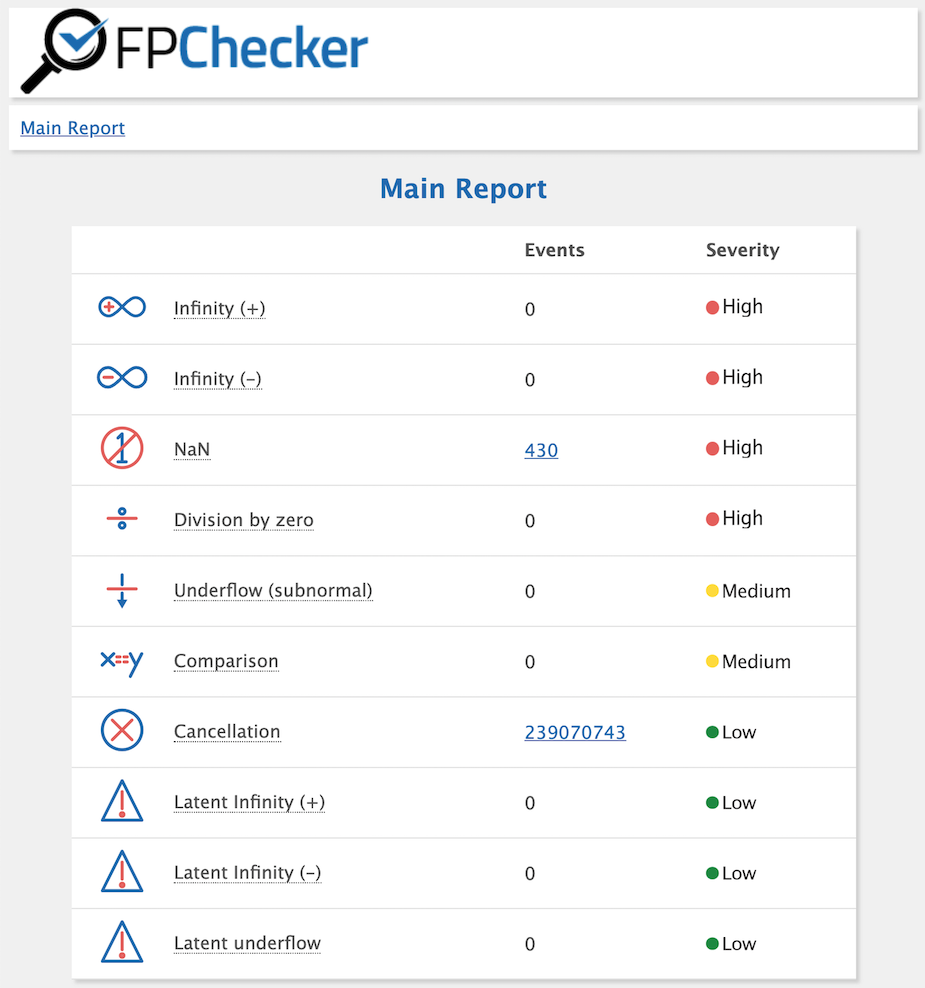 FPChecker
Main Report
Main Report
Events Severity
Infinity (+) 0 High
Infinity (–) 0 High
1 NaN 430 High
Division by zero 0 High
Underflow (subnormal) 0 Medium
x==y Comparison 0 Medium
Cancellation 239070743 Low
Latent Infinity (+) 0 Low
Latent Infinity (–) 0 Low
Latent underflow 0 Low